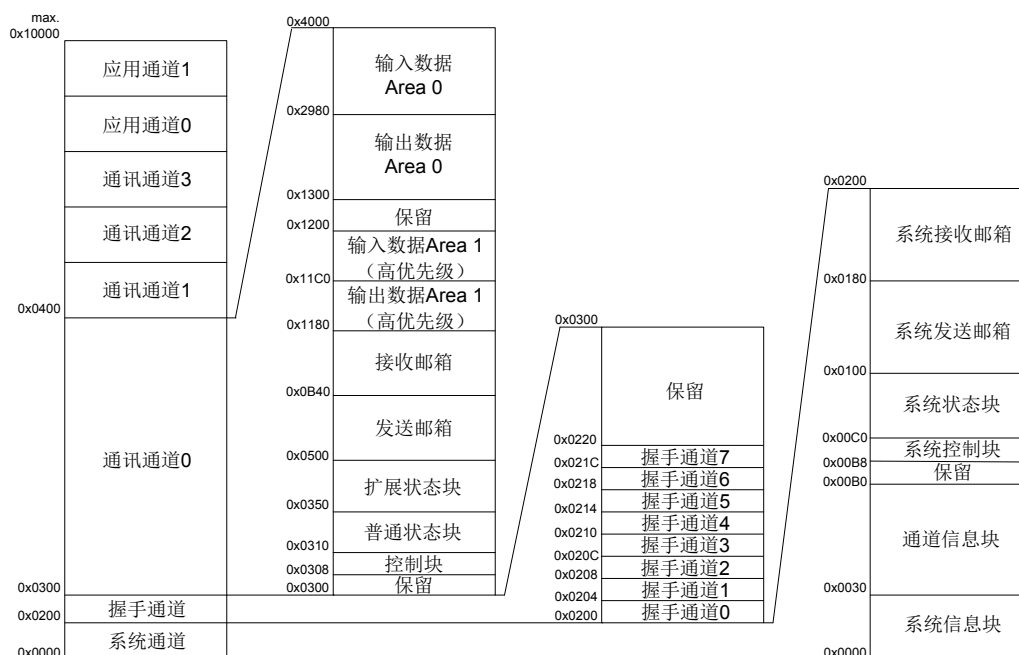 max.
0x10000
应用通道1
应用通道0
通讯通道3
通讯通道2
通讯通道1
0x0400
通讯通道0
0x0300
握手通道
0x0200
系统通道
0x0000
0x4000
输入数据
Area 0
0x2980
输出数据
Area 0
0x1300
保留
0x1200
输入数据Area 1
（高优先级）
0x11C0
输出数据Area 1
（高优先级）
0x1180
接收邮箱
0x0B40
发送邮箱
0x0500
扩展状态块
0x0350
普通状态块
0x0310
控制块
0x0308
保留
0x0300
0x0300
保留
0x0220
握手通道7
0x021C
握手通道6
0x0218
握手通道5
0x0214
握手通道4
0x0210
握手通道3
0x020C
握手通道2
0x0208
握手通道1
0x0204
握手通道0
0x0200
0x0200
系统接收邮箱
0x0180
系统发送邮箱
0x0100
系统状态块
0x00C0
系统控制块
0x00B8
保留
0x00B0
通道信息块
0x0030
系统信息块
0x0000